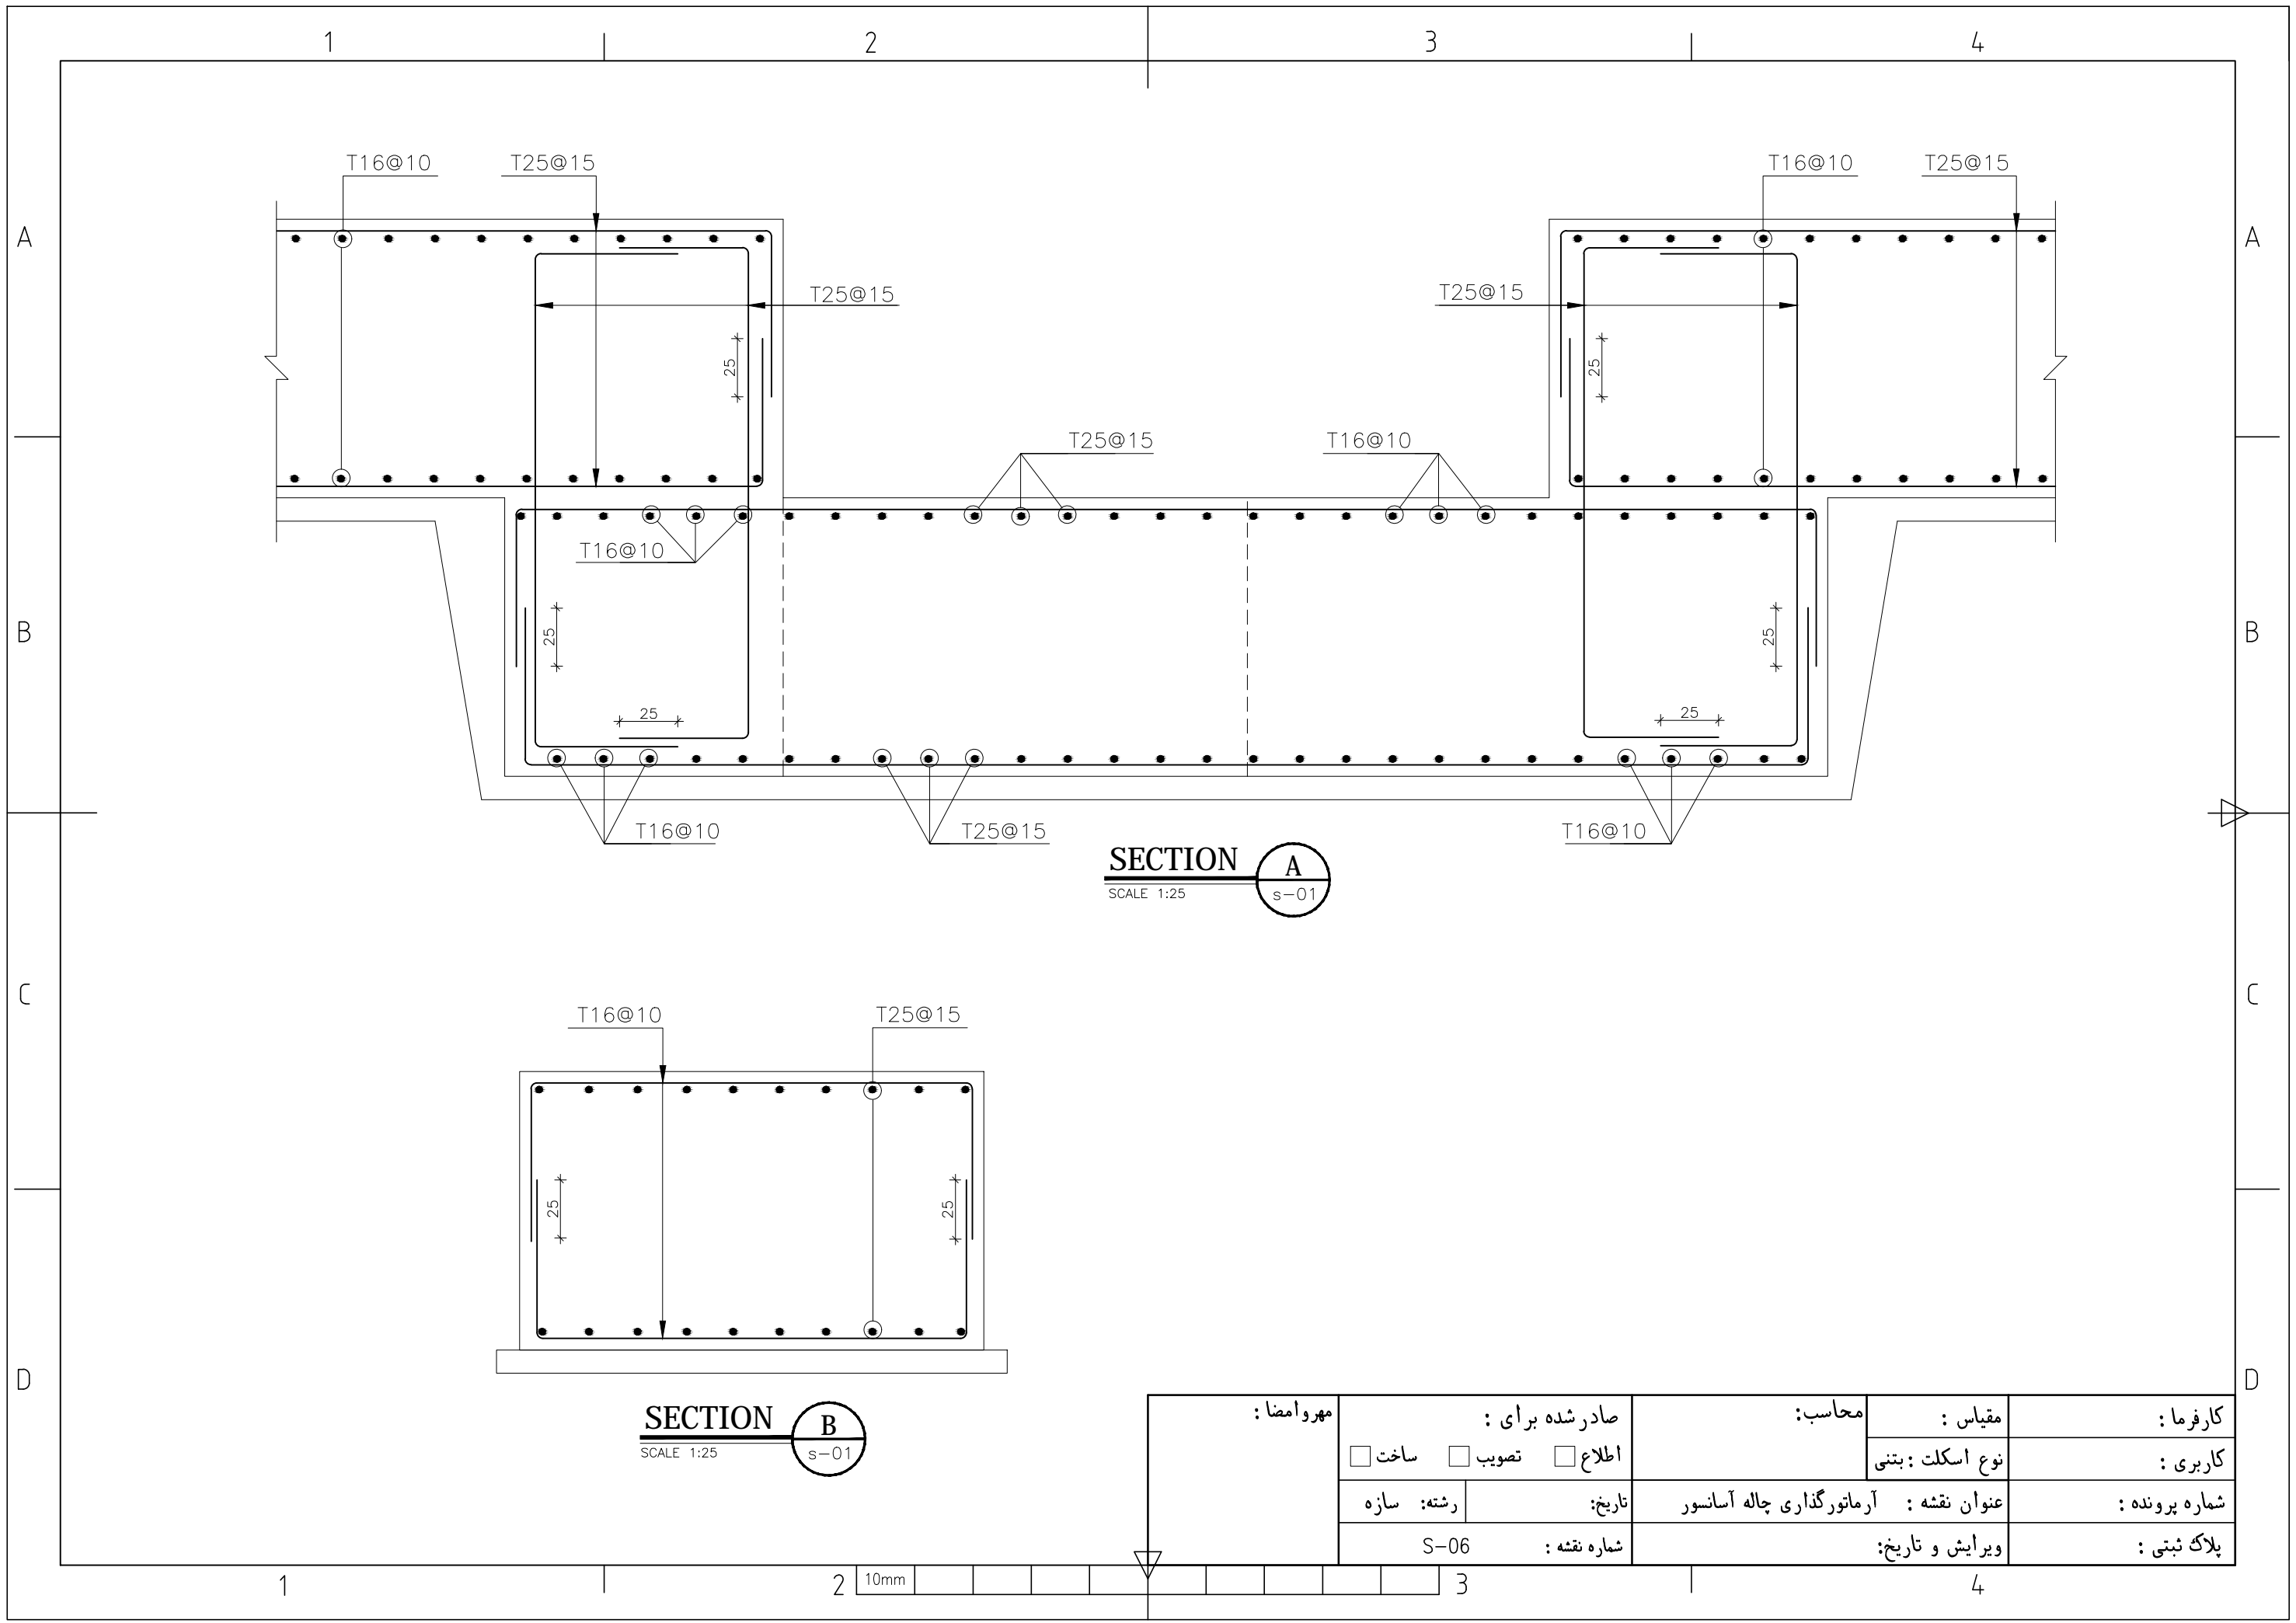 1 2 3 4
T16@10 T25@15 T16@10 T25@15
A A
T25@15 T25@15
25 25
T25@15 T16@10
T16@10
B B
25 25
25 25
T16@10 T25@15 T16@10
SECTION A
SCALE 1:25 s-01
C C
T16@10 T25@15
25 25
D D
SECTION B
SCALE 1:25 s-01
کارفرما :
مقیاس :
محاسب:
صادر شده برای :
مهر و امضا :
کاربری :
نوع اسکلت : بتنی
اطلاع تصویب ساخت
شماره پرونده :
عنوان نقشه : آرماتورگذاری چاله آسانسور
تاریخ:
رشته: سازه
پلاک ثبتی :
ویرایش و تاریخ:
شماره نقشه : S-06
1 2 10mm 3 4